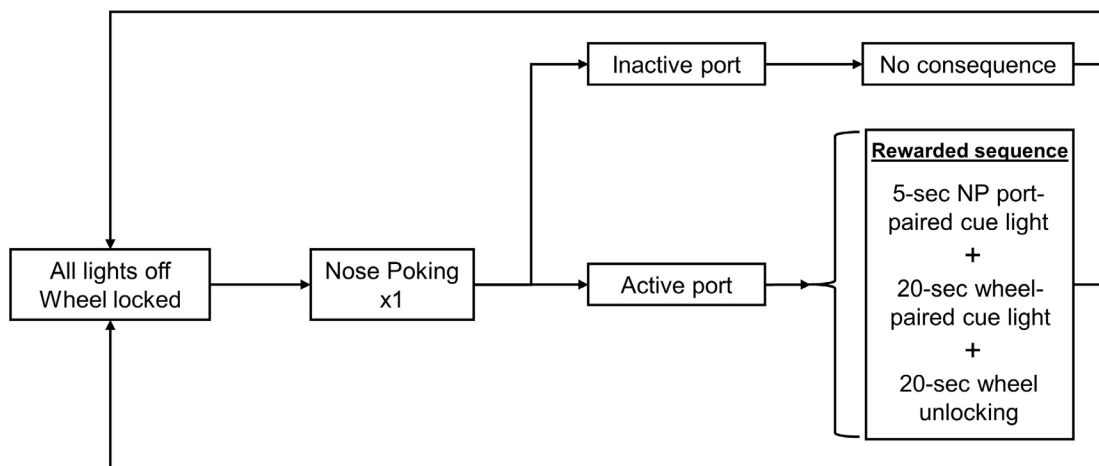 Inactive port
No consequence
Rewarded sequence
5-sec NP port-
paired cue light
+
20-sec wheel-
paired cue light
+
20-sec wheel
unlocking
All lights off
Wheel locked
Nose Poking
x1
Active port